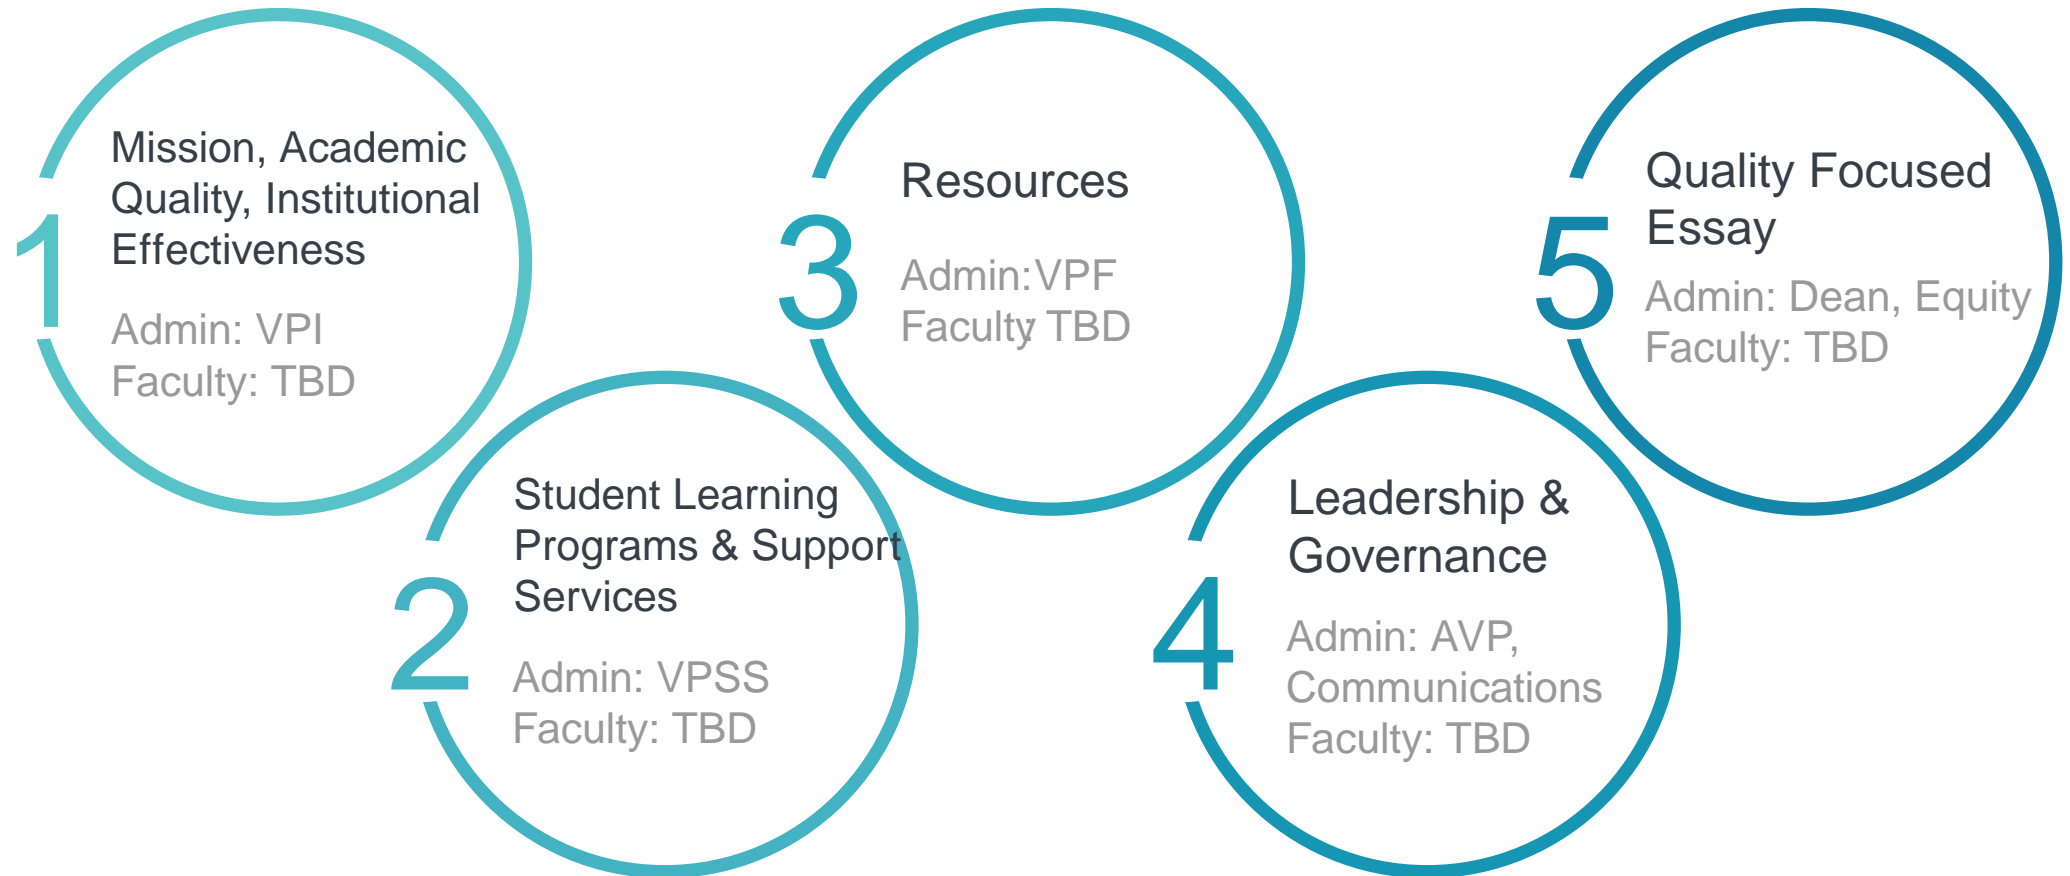 1
Mission, Academic
Quality, Institutional
Effectiveness
Admin: VPI
Faculty: TBD
2
Student Learning
Programs & Support
Services
Admin: VPSS
Faculty: TBD
3
Resources
Admin:VPF
Faculty: TBD
4
Leadership &
Governance
Admin: AVP,
Communications
Faculty: TBD
5
Quality Focused
Essay
Admin: Dean, Equity
Faculty: TBD